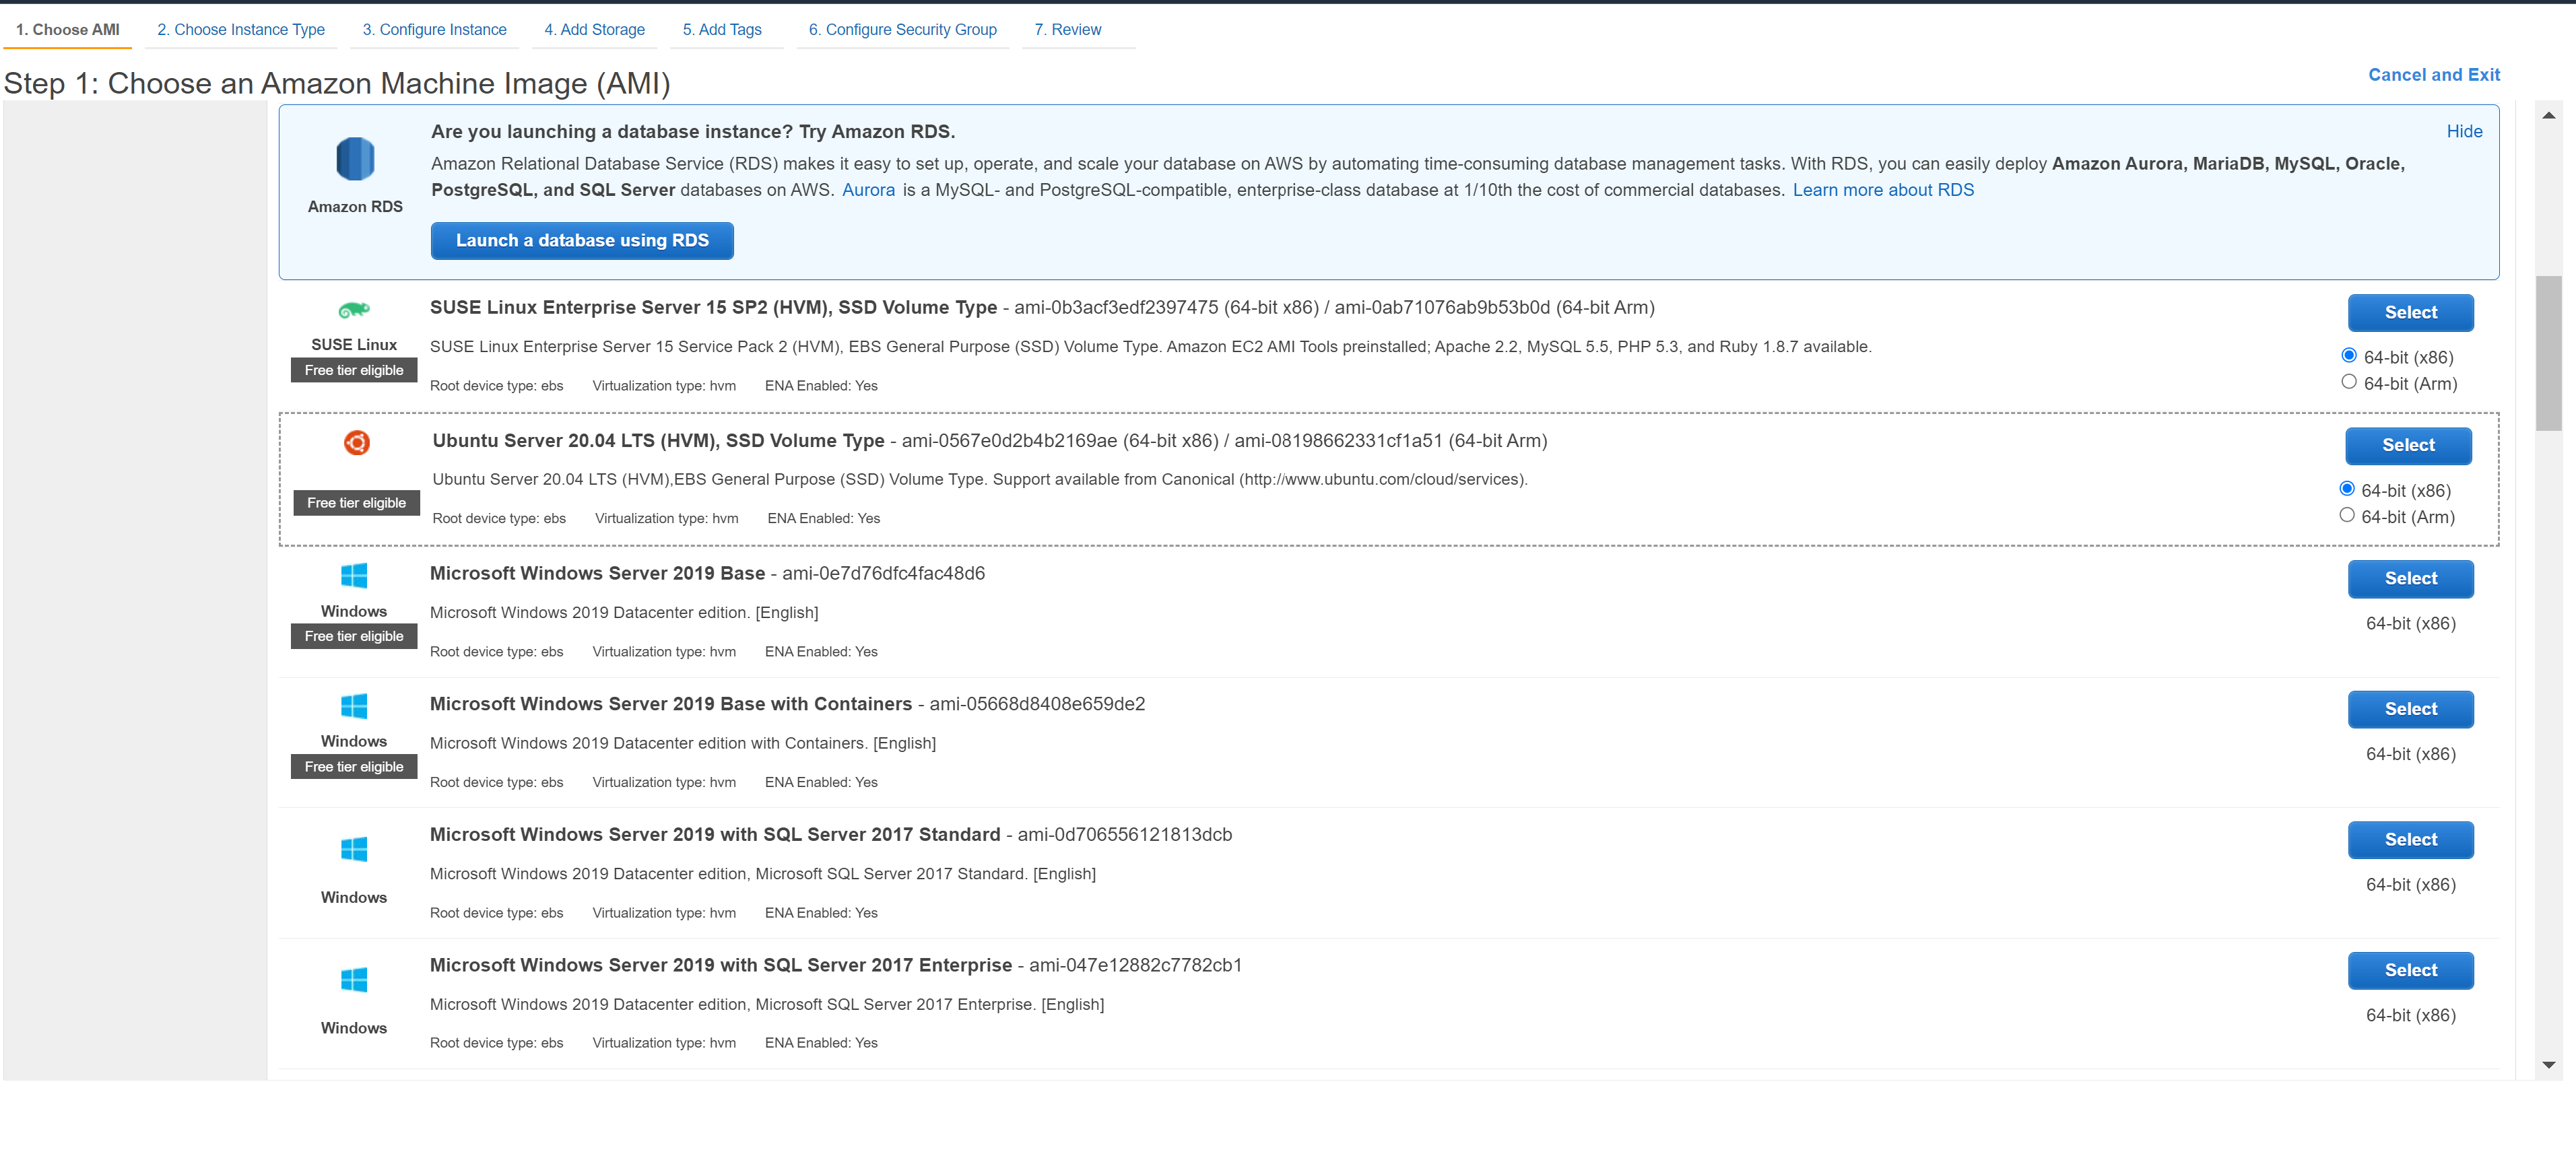 1. Choose AMI 2. Choose Instance Type 3. Configure Instance 4. Add Storage 5. Add Tags 6. Configure Security Group 7. Review
Step 1: Choose an Amazon Machine Image (AMI)
Cancel and Exit
Amazon RDS
Are you launching a database instance? Try Amazon RDS.
Hide
Amazon Relational Database Service (RDS) makes it easy to set up, operate, and scale your database on AWS by automating time-consuming database management tasks. With RDS, you can easily deploy Amazon Aurora, MariaDB, MySQL, Oracle,
PostgreSQL, and SQL Server databases on AWS. Aurora is a MySQL- and PostgreSQL-compatible, enterprise-class database at 1/10th the cost of commercial databases. Learn more about RDS
Launch a database using RDS
SUSE Linux
Free tier eligible
SUSE Linux Enterprise Server 15 SP2 (HVM), SSD Volume Type - ami-0b3acf3edf2397475 (64-bit x86) / ami-0ab71076ab9b53b0d (64-bit Arm)
SUSE Linux Enterprise Server 15 Service Pack 2 (HVM), EBS General Purpose (SSD) Volume Type. Amazon EC2 AMI Tools preinstalled; Apache 2.2, MySQL 5.5, PHP 5.3, and Ruby 1.8.7 available.
Root device type: ebs Virtualization type: hvm ENA Enabled: Yes
Select
64-bit (x86)
64-bit (Arm)
Free tier eligible
Ubuntu Server 20.04 LTS (HVM), SSD Volume Type - ami-0567e0d2b4b2169ae (64-bit x86) / ami-08198662331cf1a51 (64-bit Arm)
Ubuntu Server 20.04 LTS (HVM),EBS General Purpose (SSD) Volume Type. Support available from Canonical (http://www.ubuntu.com/cloud/services).
Root device type: ebs Virtualization type: hvm ENA Enabled: Yes
Select
64-bit (x86)
64-bit (Arm)
Windows
Free tier eligible
Microsoft Windows Server 2019 Base - ami-0e7d76dfc4fac48d6
Microsoft Windows 2019 Datacenter edition. [English]
Root device type: ebs Virtualization type: hvm ENA Enabled: Yes
Select
64-bit (x86)
Windows
Free tier eligible
Microsoft Windows Server 2019 Base with Containers - ami-05668d8408e659de2
Microsoft Windows 2019 Datacenter edition with Containers. [English]
Root device type: ebs Virtualization type: hvm ENA Enabled: Yes
Select
64-bit (x86)
Windows
Microsoft Windows Server 2019 with SQL Server 2017 Standard - ami-0d706556121813dcb
Microsoft Windows 2019 Datacenter edition, Microsoft SQL Server 2017 Standard. [English]
Root device type: ebs Virtualization type: hvm ENA Enabled: Yes
Select
64-bit (x86)
Windows
Microsoft Windows Server 2019 with SQL Server 2017 Enterprise - ami-047e12882c7782cb1
Microsoft Windows 2019 Datacenter edition, Microsoft SQL Server 2017 Enterprise. [English]
Root device type: ebs Virtualization type: hvm ENA Enabled: Yes
Select
64-bit (x86)